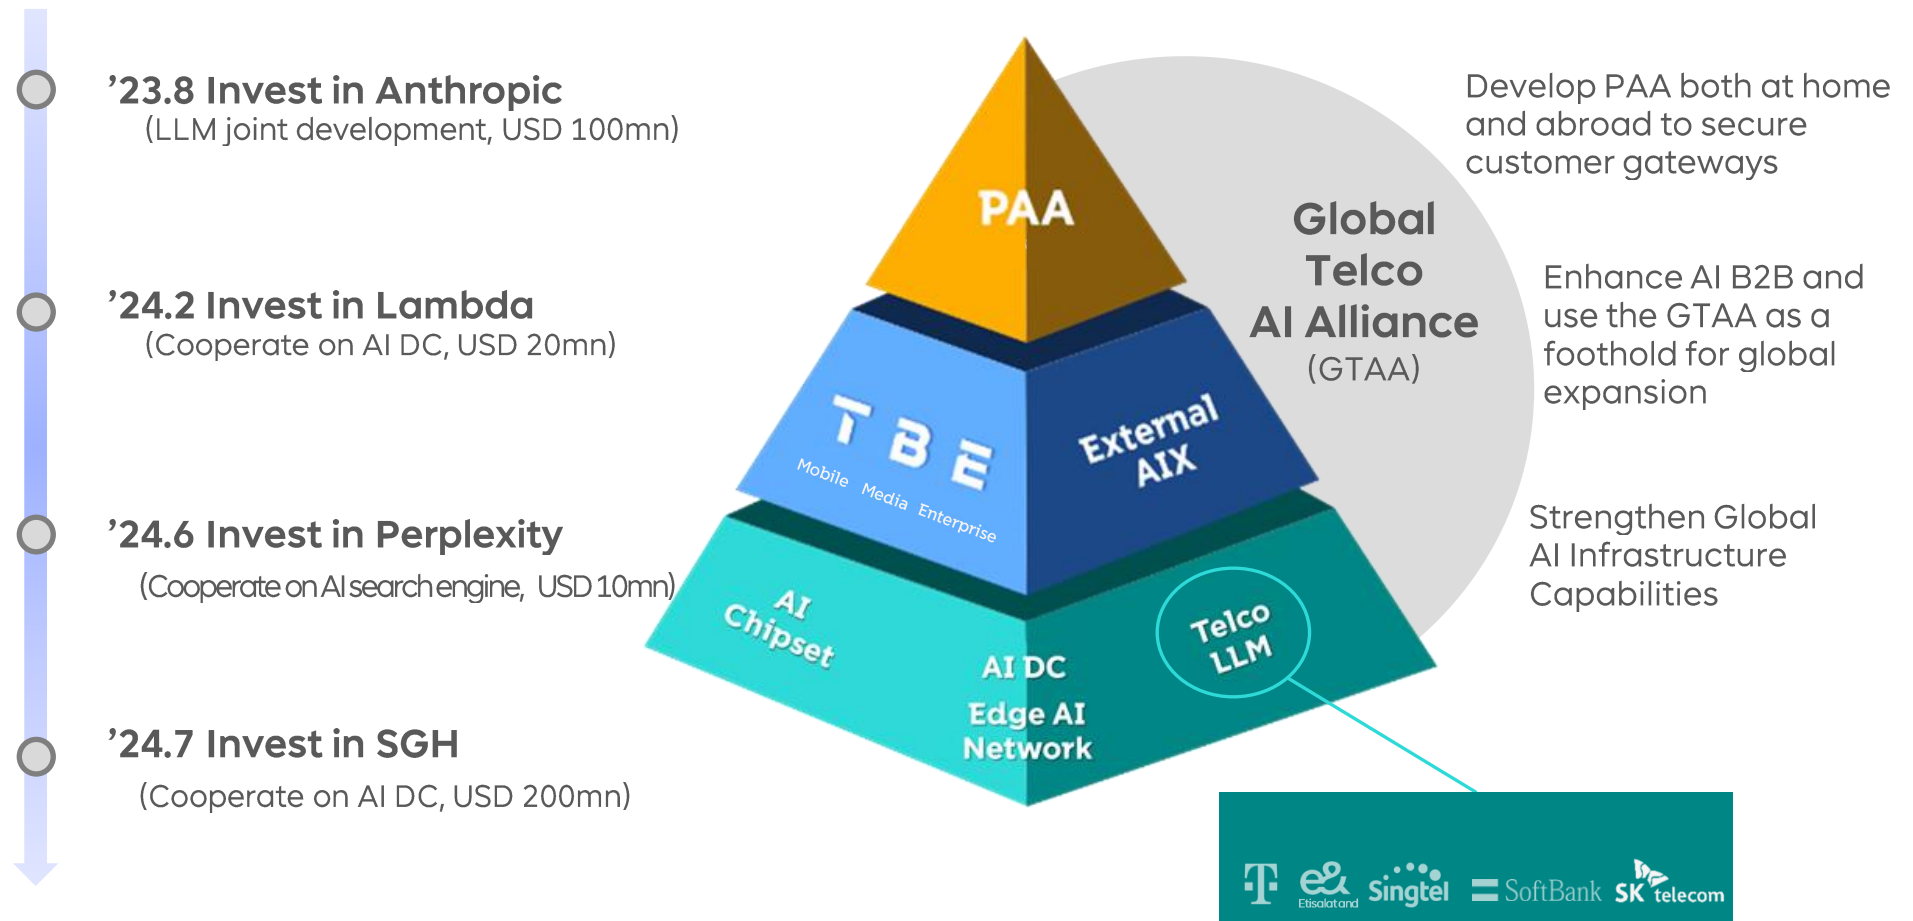 ’23.8 Invest in Anthropic
(LLM joint development, USD 100mn)
’24.2 Invest in Lambda
(Cooperate on AI DC, USD 20mn)
’24.6 Invest in Perplexity
(Cooperate on AI search engine, USD 10mn)
’24.7 Invest in SGH
(Cooperate on AI DC, USD 200mn)
PAA
T B E
Mobile Media Enterprise
External
AIX
AI
Chipset
AI DC
Edge AI
Network
Telco
LLM
Global
Telco
AI Alliance
(GTAA)
Develop PAA both at home
and abroad to secure
customer gateways
Enhance AI B2B and
use the GTAA as a
foothold for global
expansion
Strengthen Global
AI Infrastructure
Capabilities
T
e&
Etisalat and
Singtel
SoftBank
SK telecom